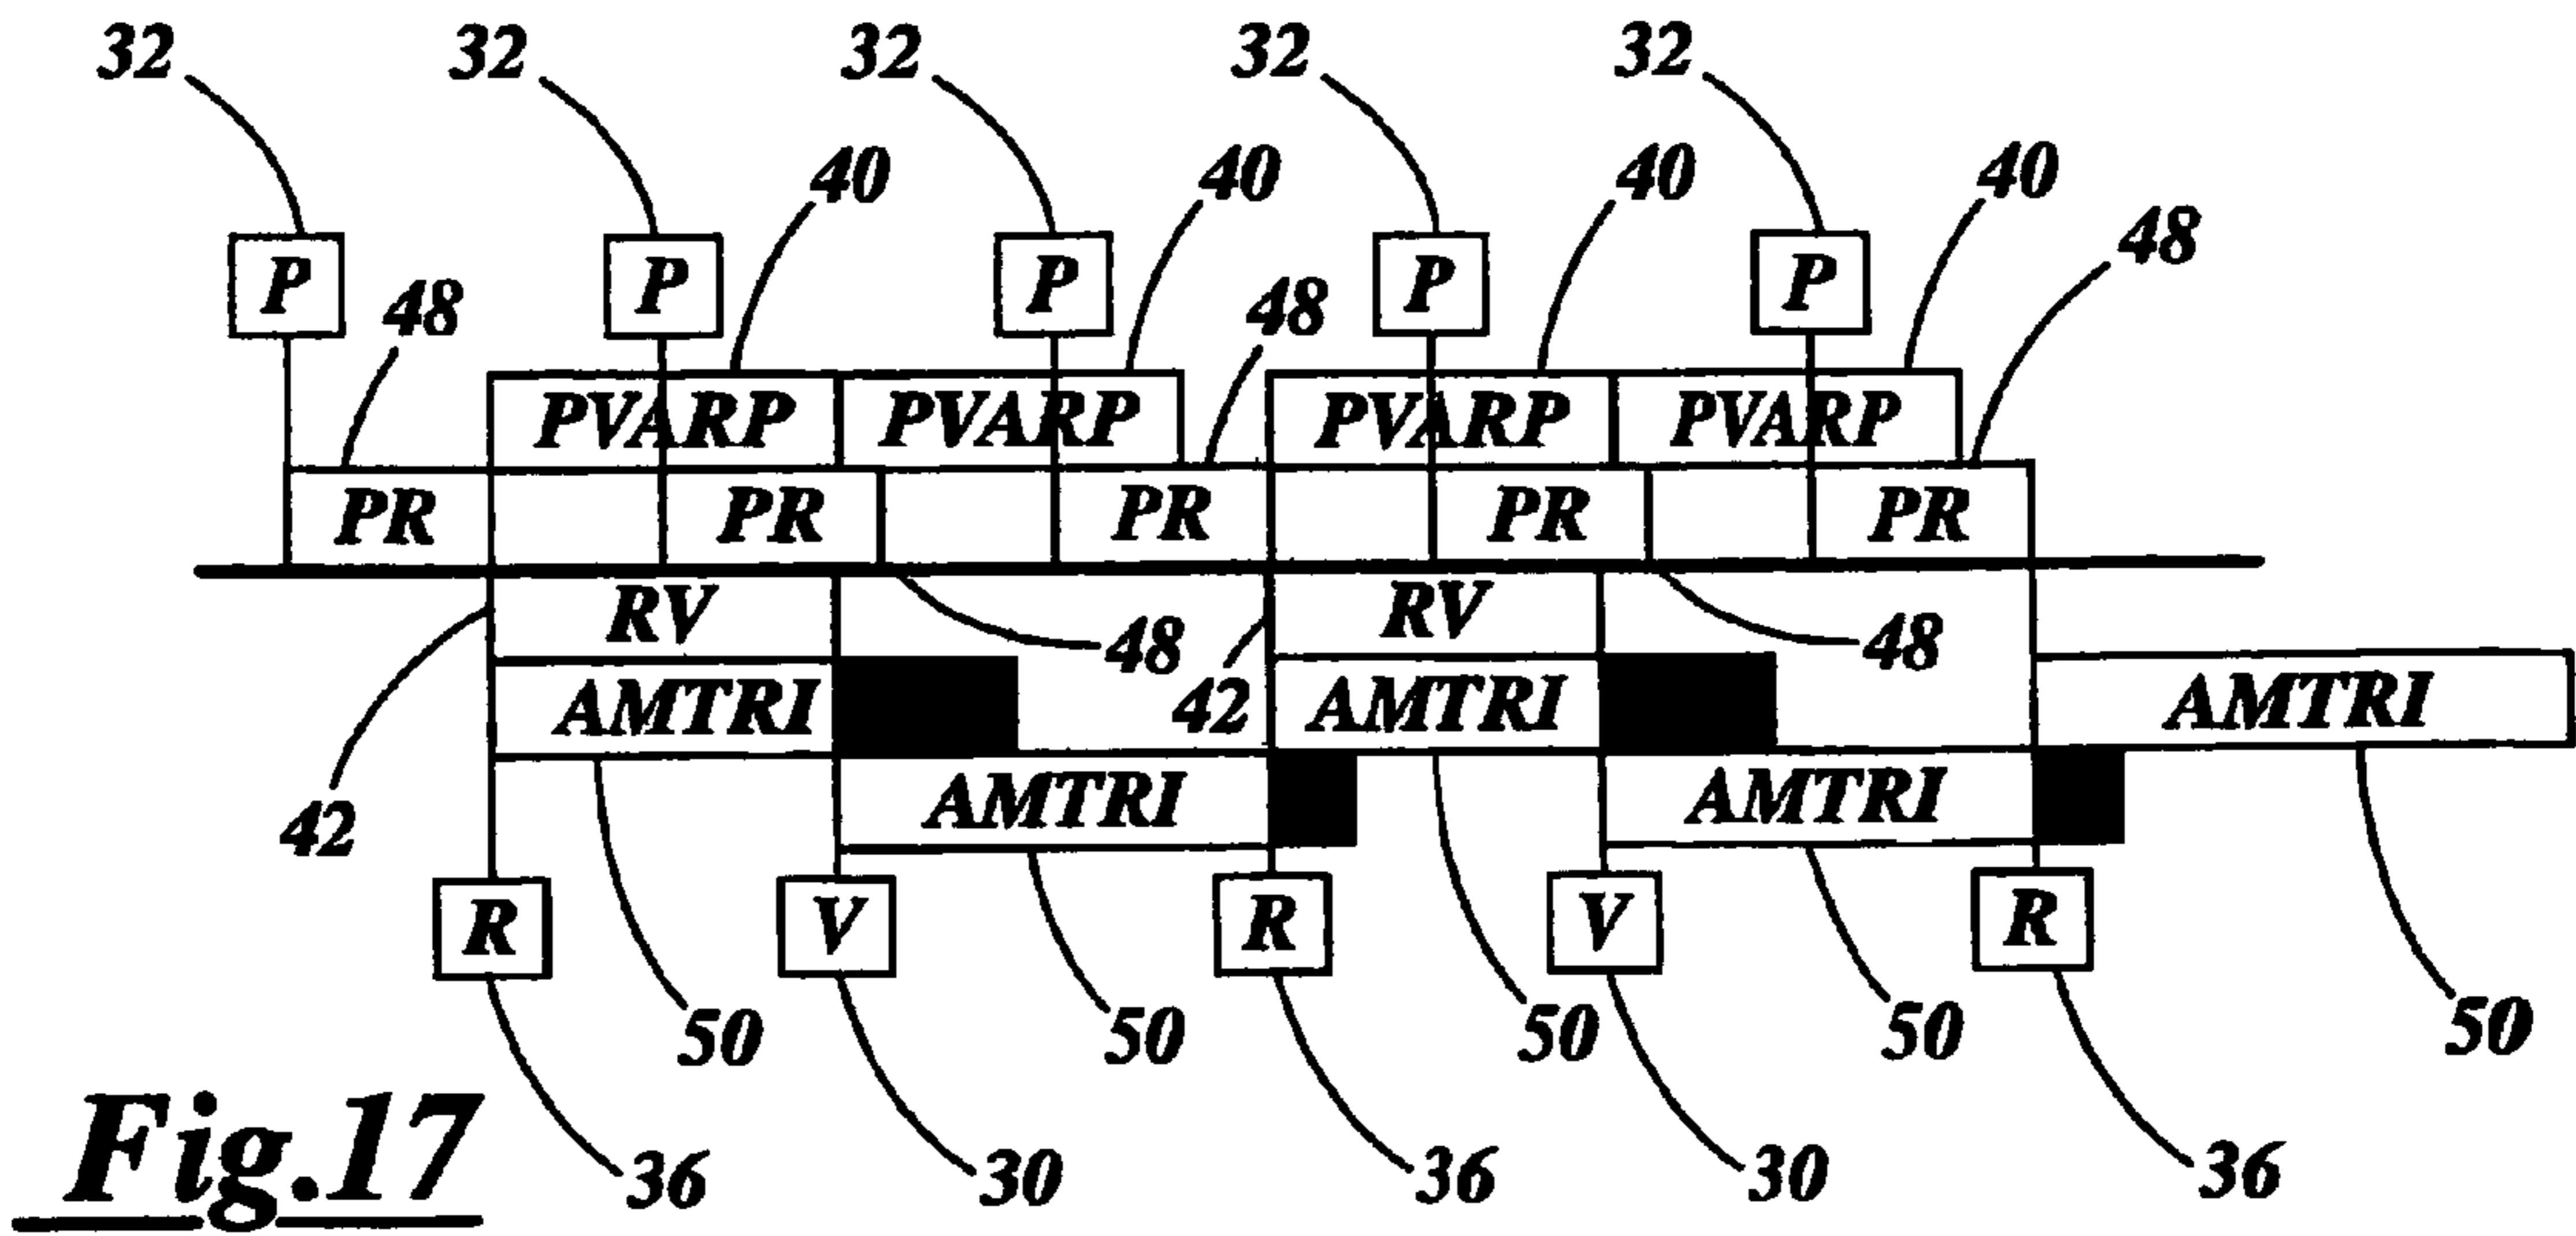 32 32 32 32 32
40 40 40 40
48
P P P P P
48 48
PVARP PVARP PVARP PVARP
PR PR PR PR PR
RV RV
48 48
42
AMTRI AMTRI AMTRI
AMTRI AMTRI
42
R V R V R
50 50 50 50 50
36 30 36 30 36
Fig.17